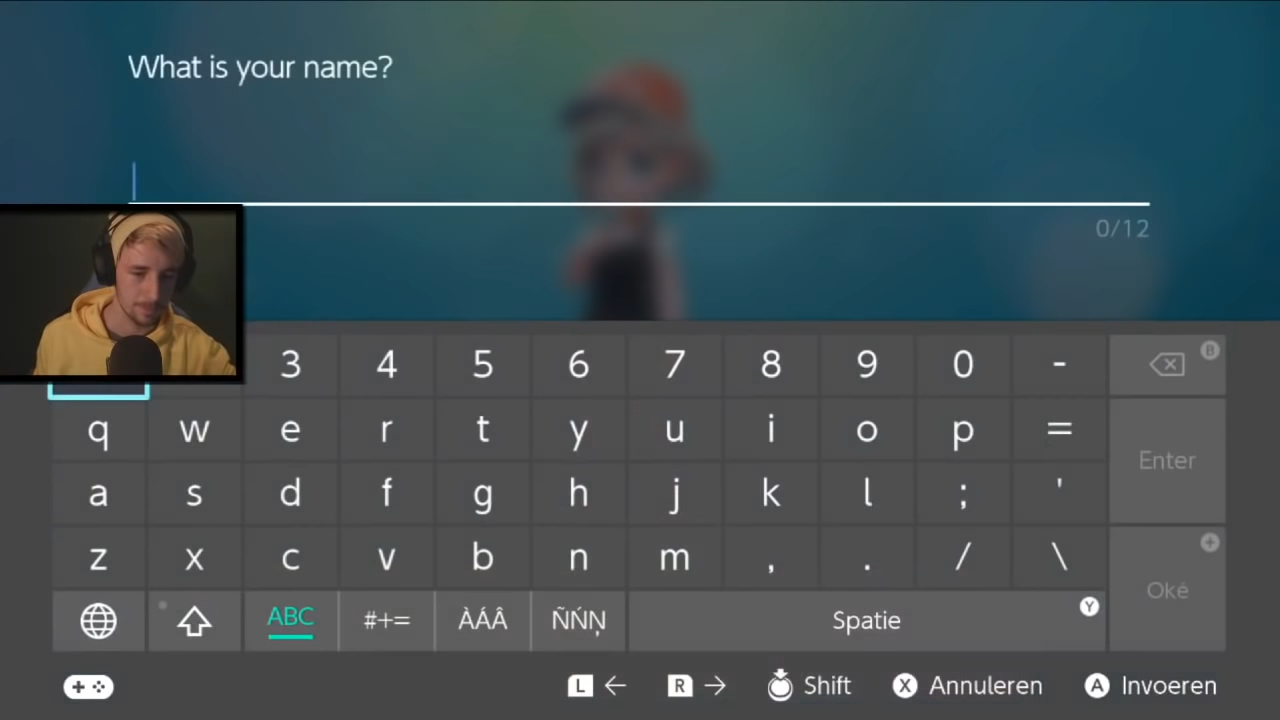 What is your name?
0/12
3 4 5 6 7 8 9 0 - B
q w e r t y u i o p = Enter
a s d f g h j k l ; '
z x c v b n m , . / \ + Oké
ABC #+= ÀÁÂ ÑŃŅ Spatie Y
L ← R → Shift X Annuleren A Invoeren